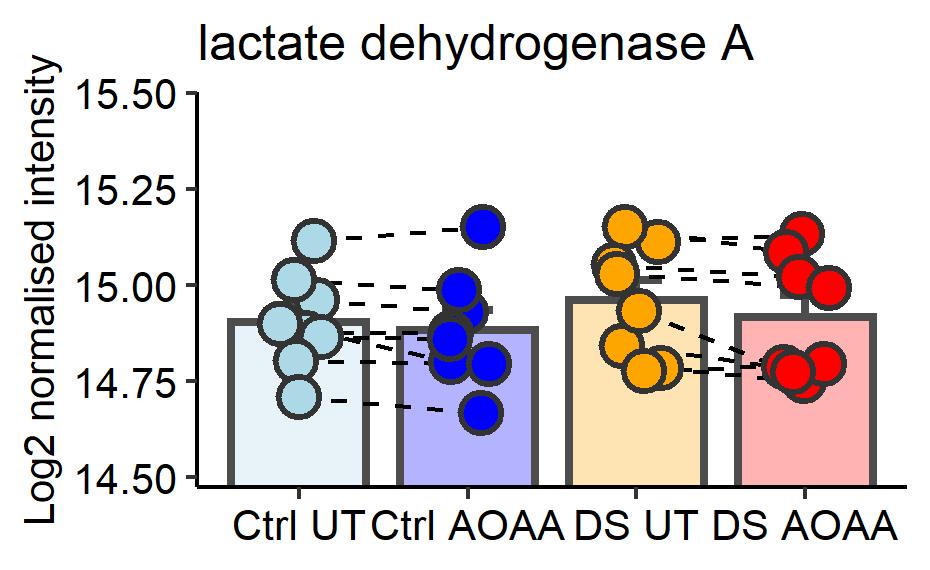 lactate dehydrogenase A
Log2 normalised intensity
15.50
15.25
15.00
14.75
14.50
Ctrl UT Ctrl AOAA DS UT DS AOAA